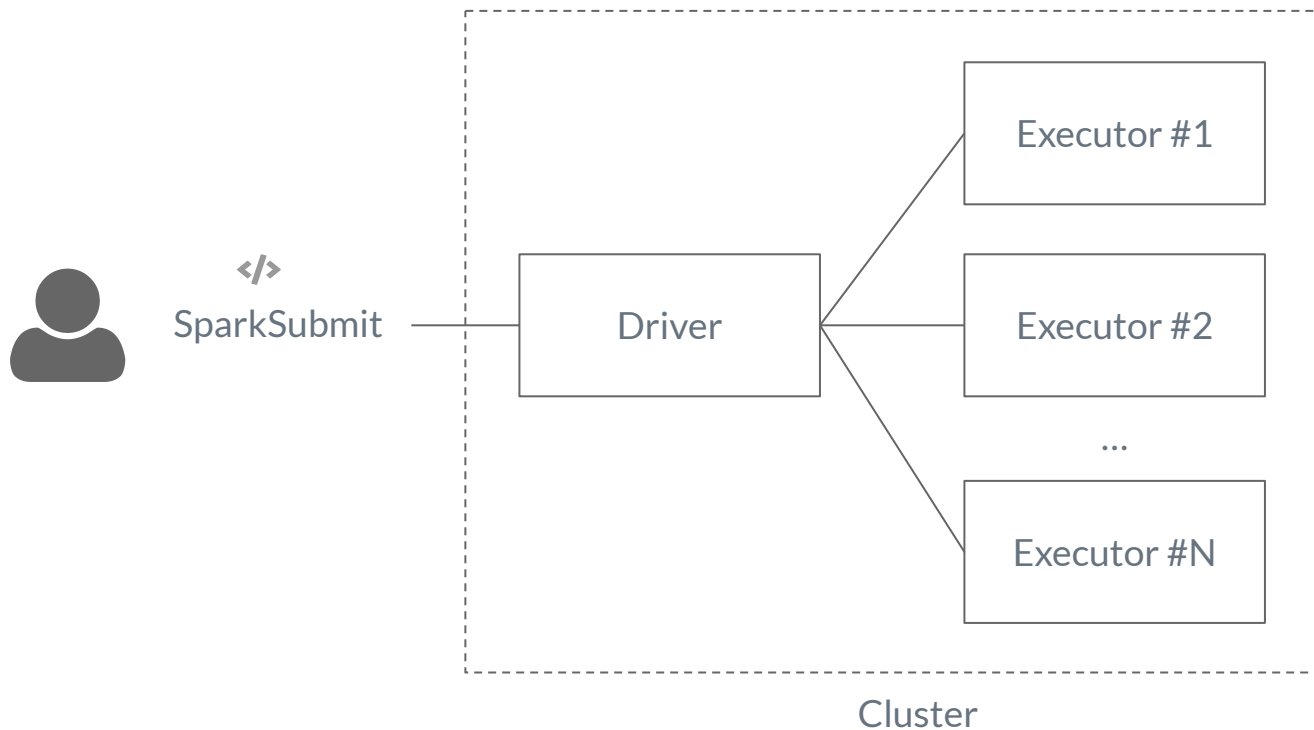 </>
SparkSubmit
Driver
Executor #1
Executor #2
...
Executor #N
Cluster